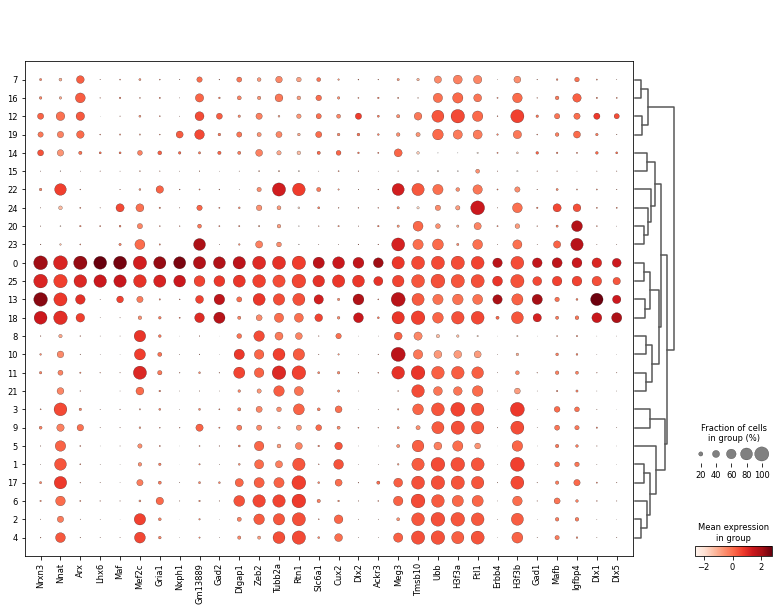 7
16
12
19
14
15
22
24
20
23
0
25
13
18
8
10
11
21
3
9
5
1
17
6
2
4
Nrxn3
Nnat
Arx
Lhx6
Maf
Mef2c
Gria1
Nxph1
Gm13889
Gad2
Dlgap1
Zeb2
Tubb2a
Rtn1
Slc6a1
Cux2
Dlx2
Ackr3
Meg3
Tmsb10
Ubb
H3f3a
Ptl1
Erbb4
H3f3b
Gad1
Mafb
Igfbp4
Dlx1
Dlx5
Fraction of cells
in group (%)
20 40 60 80 100
Mean expression
in group
−2 0 2